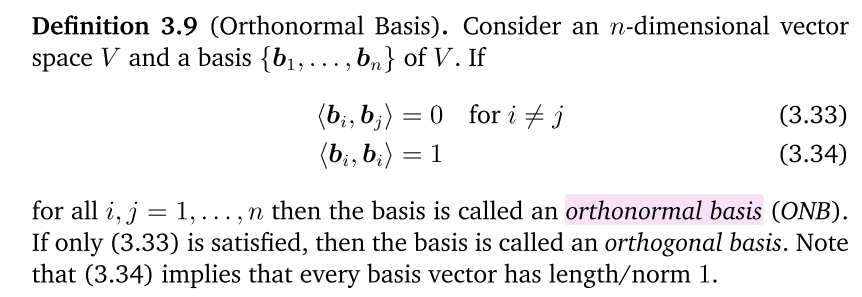 Definition 3.9 (Orthonormal Basis). Consider an n-dimensional vector
space V and a basis {b₁, . . . , bₙ} of V. If
⟨bᵢ, bⱼ⟩ = 0 for i ≠ j (3.33)
⟨bᵢ, bᵢ⟩ = 1 (3.34)
for all i, j = 1, . . . , n then the basis is called an orthonormal basis (ONB).
If only (3.33) is satisfied, then the basis is called an orthogonal basis. Note
that (3.34) implies that every basis vector has length/norm 1.